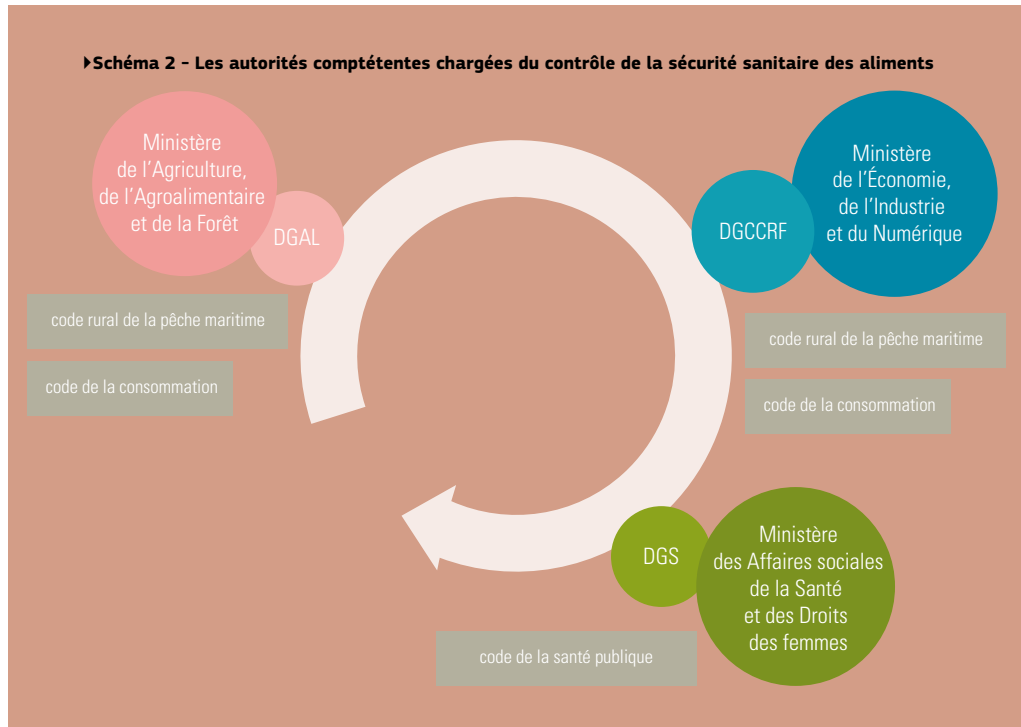 ▸Schéma 2 – Les autorités comptétentes chargées du contrôle de la sécurité sanitaire des aliments
Ministère
de l'Agriculture,
de l'Agroalimentaire
et de la Forêt
DGAL
code rural de la pêche maritime
code de la consommation
Ministère
de l'Économie,
de l'Industrie
et du Numérique
DGCCRF
code rural de la pêche maritime
code de la consommation
DGS
Ministère
des Affaires sociales
de la Santé
et des Droits
des femmes
code de la santé publique